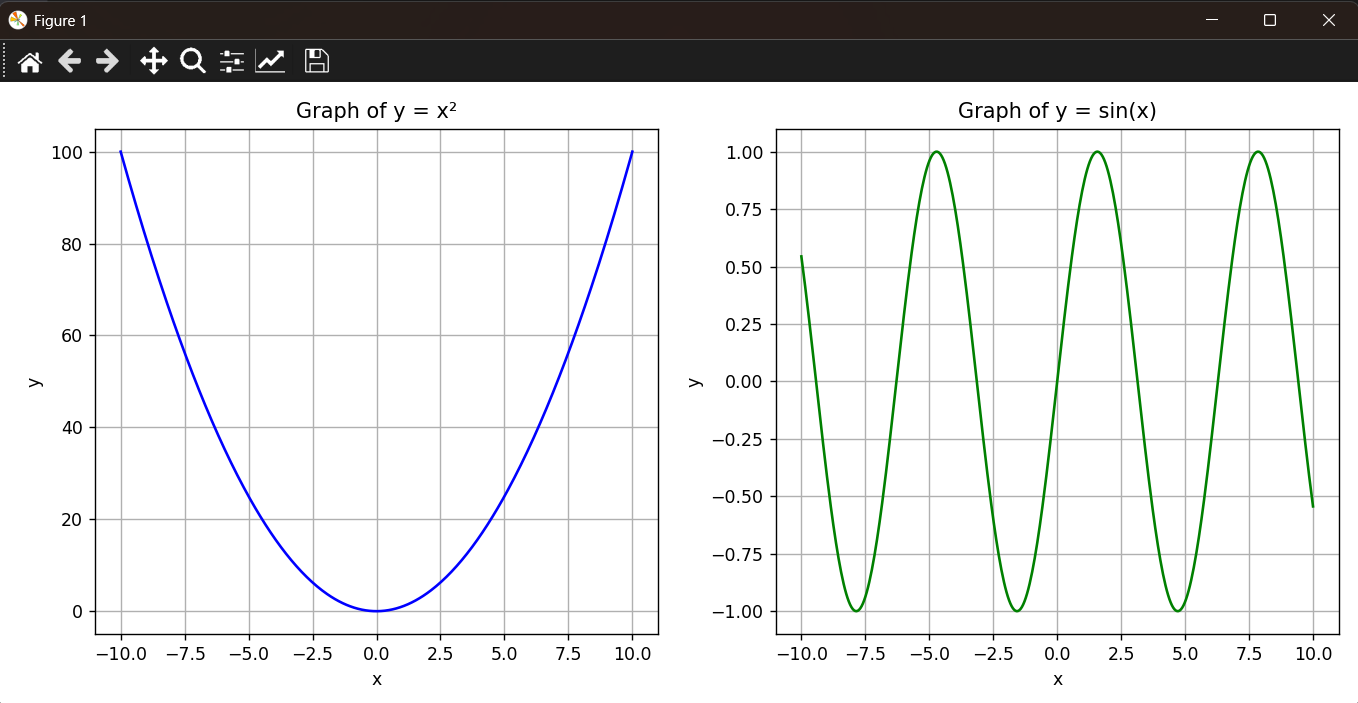 Figure 1
Graph of y = x²
100
80
60
40
20
0
y
−10.0 −7.5 −5.0 −2.5 0.0 2.5 5.0 7.5 10.0
x
Graph of y = sin(x)
1.00
0.75
0.50
0.25
0.00
−0.25
−0.50
−0.75
−1.00
y
−10.0 −7.5 −5.0 −2.5 0.0 2.5 5.0 7.5 10.0
x